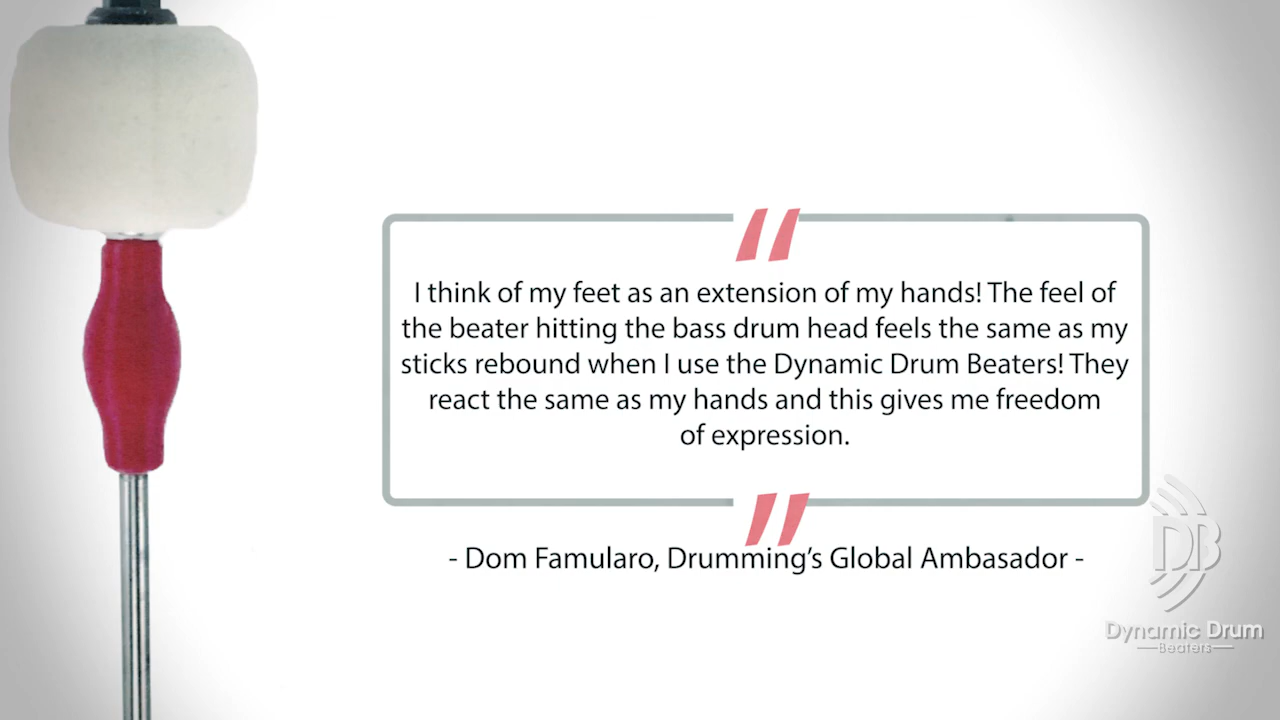 I think of my feet as an extension of my hands! The feel of
the beater hitting the bass drum head feels the same as my
sticks rebound when I use the Dynamic Drum Beaters! They
react the same as my hands and this gives me freedom
of expression.
- Dom Famularo, Drumming's Global Ambasador -
DB
Dynamic Drum
Beaters